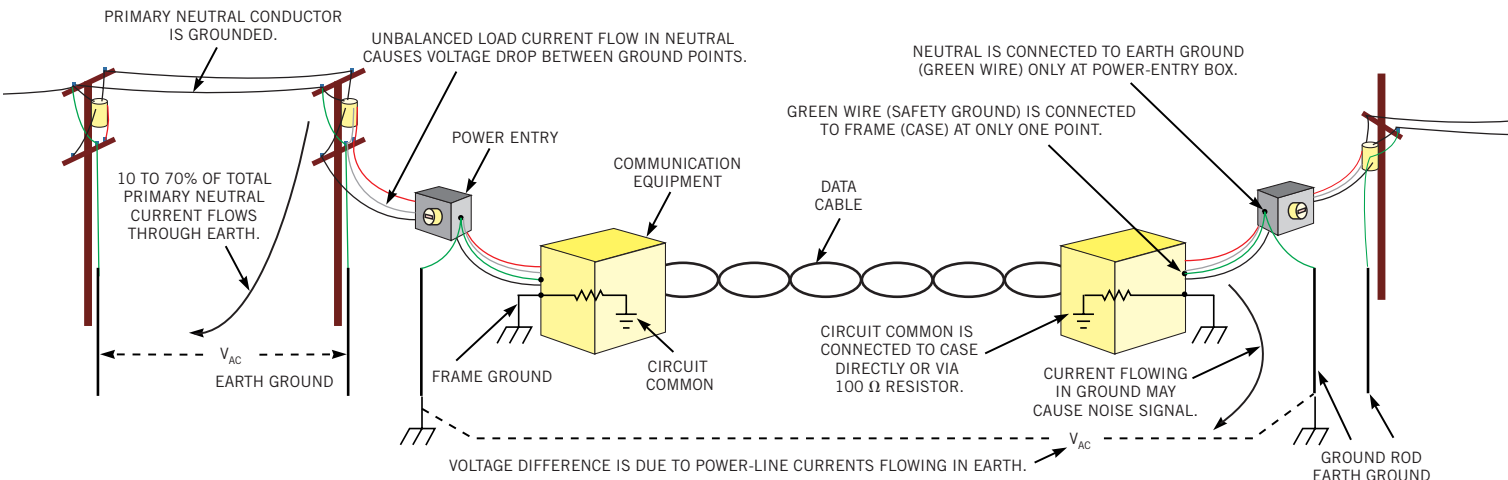 PRIMARY NEUTRAL CONDUCTOR
IS GROUNDED.
UNBALANCED LOAD CURRENT FLOW IN NEUTRAL
CAUSES VOLTAGE DROP BETWEEN GROUND POINTS.
NEUTRAL IS CONNECTED TO EARTH GROUND
(GREEN WIRE) ONLY AT POWER-ENTRY BOX.
GREEN WIRE (SAFETY GROUND) IS CONNECTED
TO FRAME (CASE) AT ONLY ONE POINT.
POWER ENTRY
COMMUNICATION
EQUIPMENT
DATA
CABLE
10 TO 70% OF TOTAL
PRIMARY NEUTRAL
CURRENT FLOWS
THROUGH EARTH.
VAC
EARTH GROUND
FRAME GROUND
CIRCUIT
COMMON
CIRCUIT COMMON IS
CONNECTED TO CASE
DIRECTLY OR VIA
100 Ω RESISTOR.
CURRENT FLOWING
IN GROUND MAY
CAUSE NOISE SIGNAL.
VAC
VOLTAGE DIFFERENCE IS DUE TO POWER-LINE CURRENTS FLOWING IN EARTH.
GROUND ROD
EARTH GROUND